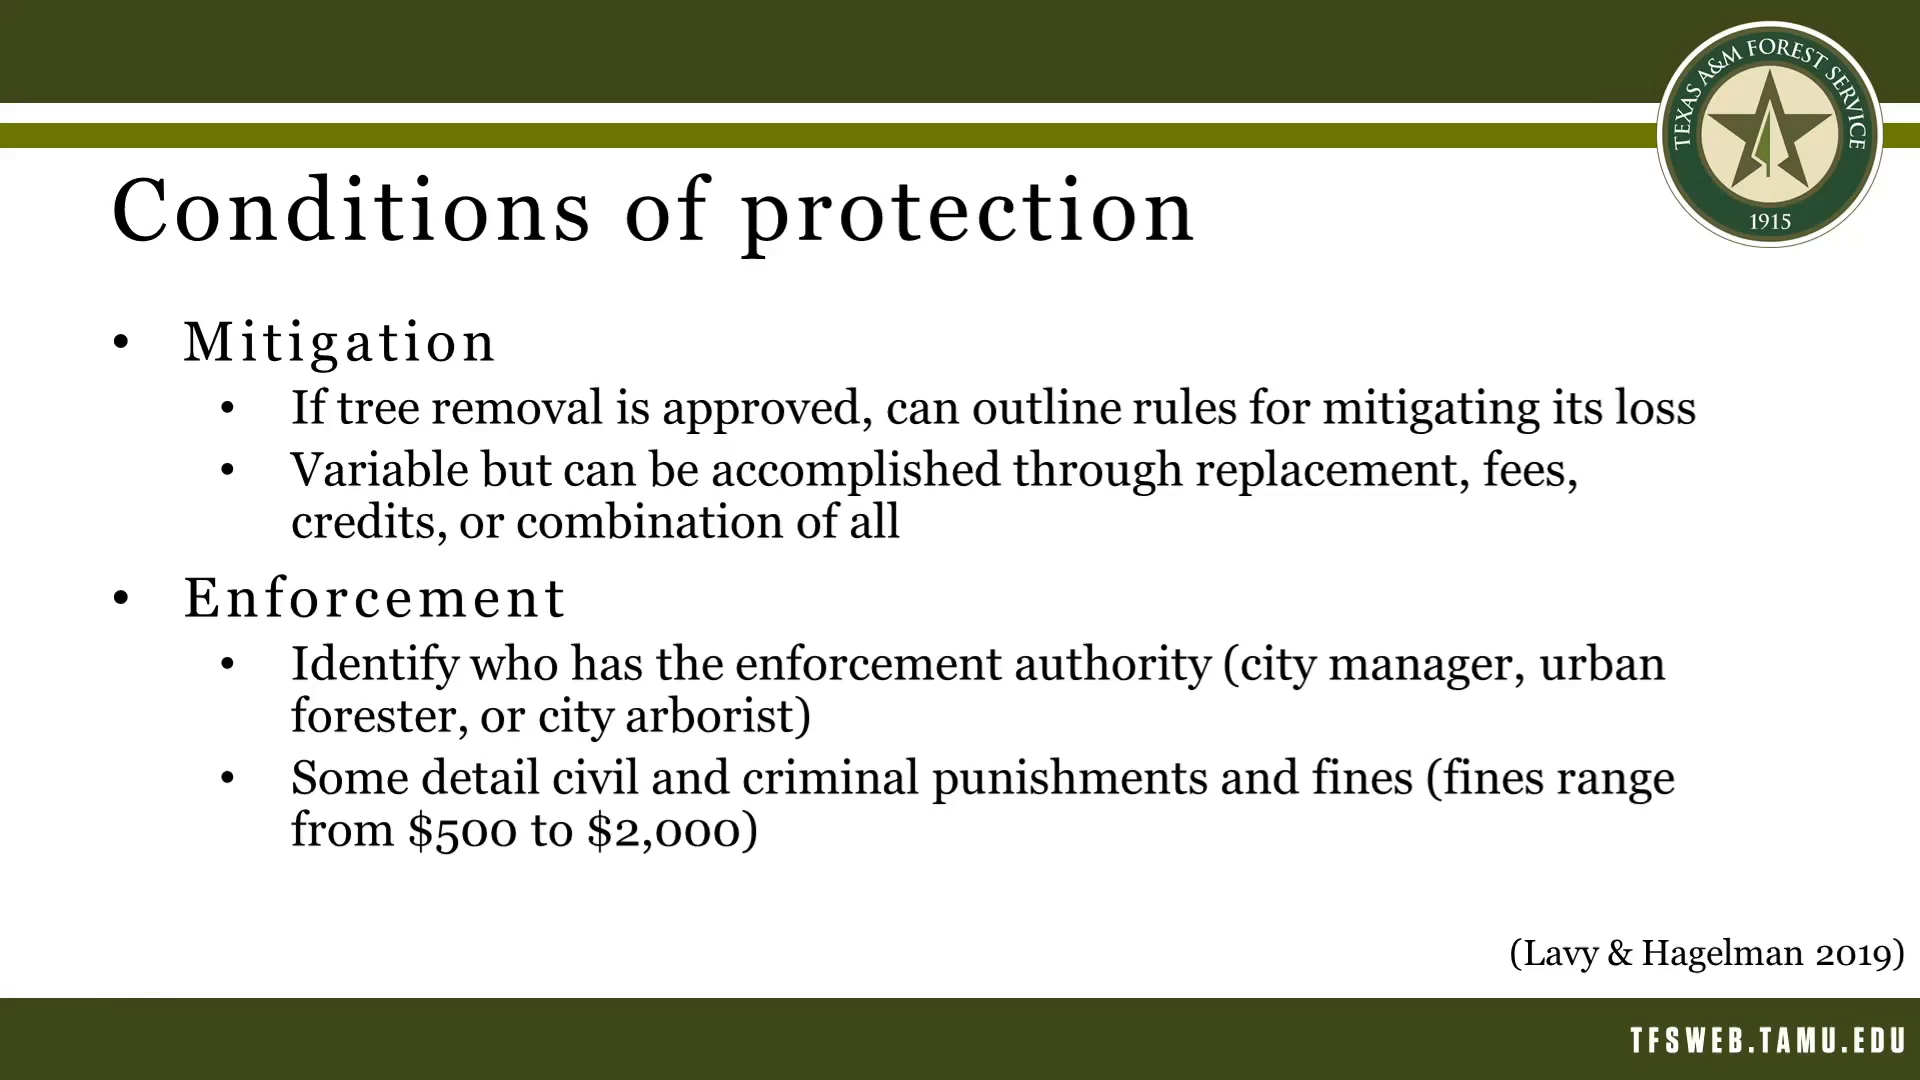 TEXAS A&M FOREST SERVICE
1915
Conditions of protection
• Mitigation
• If tree removal is approved, can outline rules for mitigating its loss
• Variable but can be accomplished through replacement, fees,
credits, or combination of all
• Enforcement
• Identify who has the enforcement authority (city manager, urban
forester, or city arborist)
• Some detail civil and criminal punishments and fines (fines range
from $500 to $2,000)
(Lavy & Hagelman 2019)
TFSWEB.TAMU.EDU